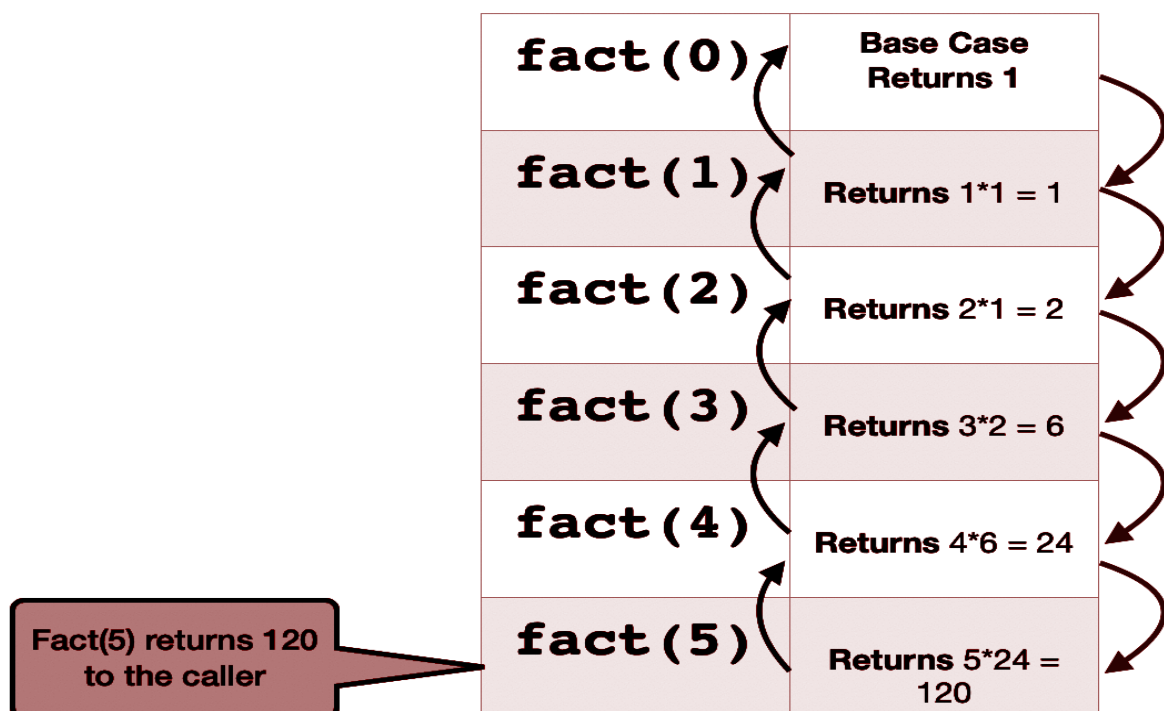 fact(0)
Base Case
Returns 1
fact(1)
Returns 1*1 = 1
fact(2)
Returns 2*1 = 2
fact(3)
Returns 3*2 = 6
fact(4)
Returns 4*6 = 24
Fact(5) returns 120
to the caller
fact(5)
Returns 5*24 =
120